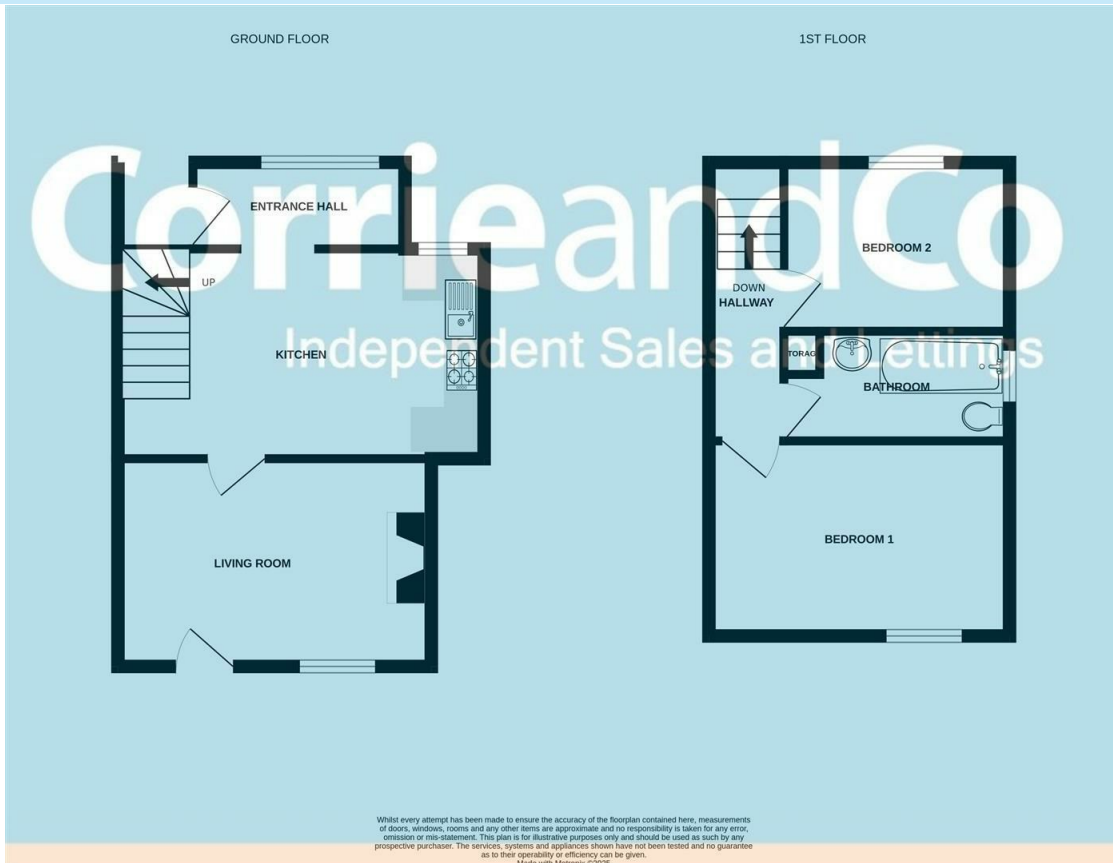 GROUND FLOOR
1ST FLOOR
CorrieandCo
Independent Sales and Lettings
ENTRANCE HALL
UP
KITCHEN
LIVING ROOM
BEDROOM 2
DOWN
HALLWAY
TORAG
BATHROOM
BEDROOM 1
Whilst every attempt has been made to ensure the accuracy of the floorplan contained here, measurements
of doors, windows, rooms and any other items are approximate and no responsibility is taken for any error,
omission or mis-statement. This plan is for illustrative purposes only and should be used as such by any
prospective purchaser. The services, systems and appliances shown have not been tested and no guarantee
as to their operability or efficiency can be given.
Made with Metropix ©2025